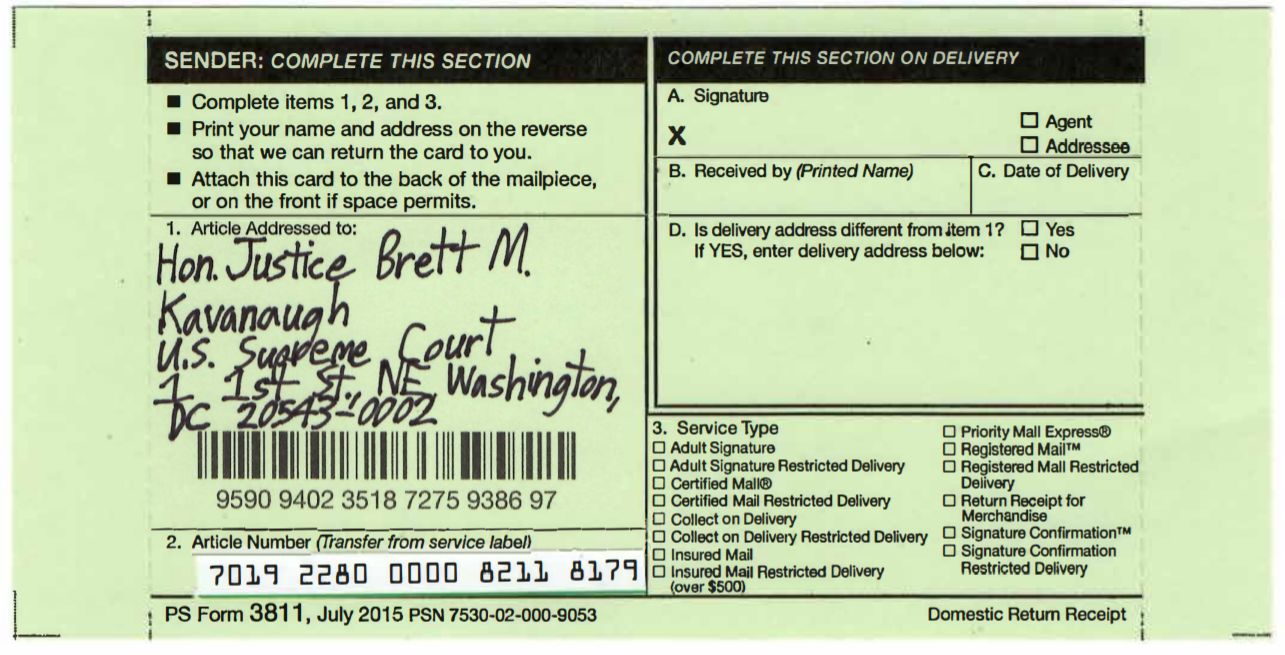 SENDER: COMPLETE THIS SECTION
■ Complete items 1, 2, and 3.
■ Print your name and address on the reverse
so that we can return the card to you.
■ Attach this card to the back of the mailpiece,
or on the front if space permits.
1. Article Addressed to:
Hon. Justice Brett M.
Kavanaugh
U.S. Supreme Court
1 1st St., NE, Washington,
DC 20543-0002
9590 9402 3518 7275 9386 97
2. Article Number (Transfer from service label)
7019 2280 0000 8211 8179
COMPLETE THIS SECTION ON DELIVERY
A. Signature
X
☐ Agent
☐ Addressee
B. Received by (Printed Name)
C. Date of Delivery
D. Is delivery address different from item 1? ☐ Yes
If YES, enter delivery address below: ☐ No
3. Service Type
☐ Adult Signature
☐ Adult Signature Restricted Delivery
☐ Certified Mail®
☐ Certified Mail Restricted Delivery
☐ Collect on Delivery
☐ Collect on Delivery Restricted Delivery
☐ Insured Mail
☐ Insured Mail Restricted Delivery
(over $500)
☐ Priority Mail Express®
☐ Registered Mail™
☐ Registered Mail Restricted
Delivery
☐ Return Receipt for
Merchandise
☐ Signature Confirmation™
☐ Signature Confirmation
Restricted Delivery
PS Form 3811, July 2015 PSN 7530-02-000-9053
Domestic Return Receipt